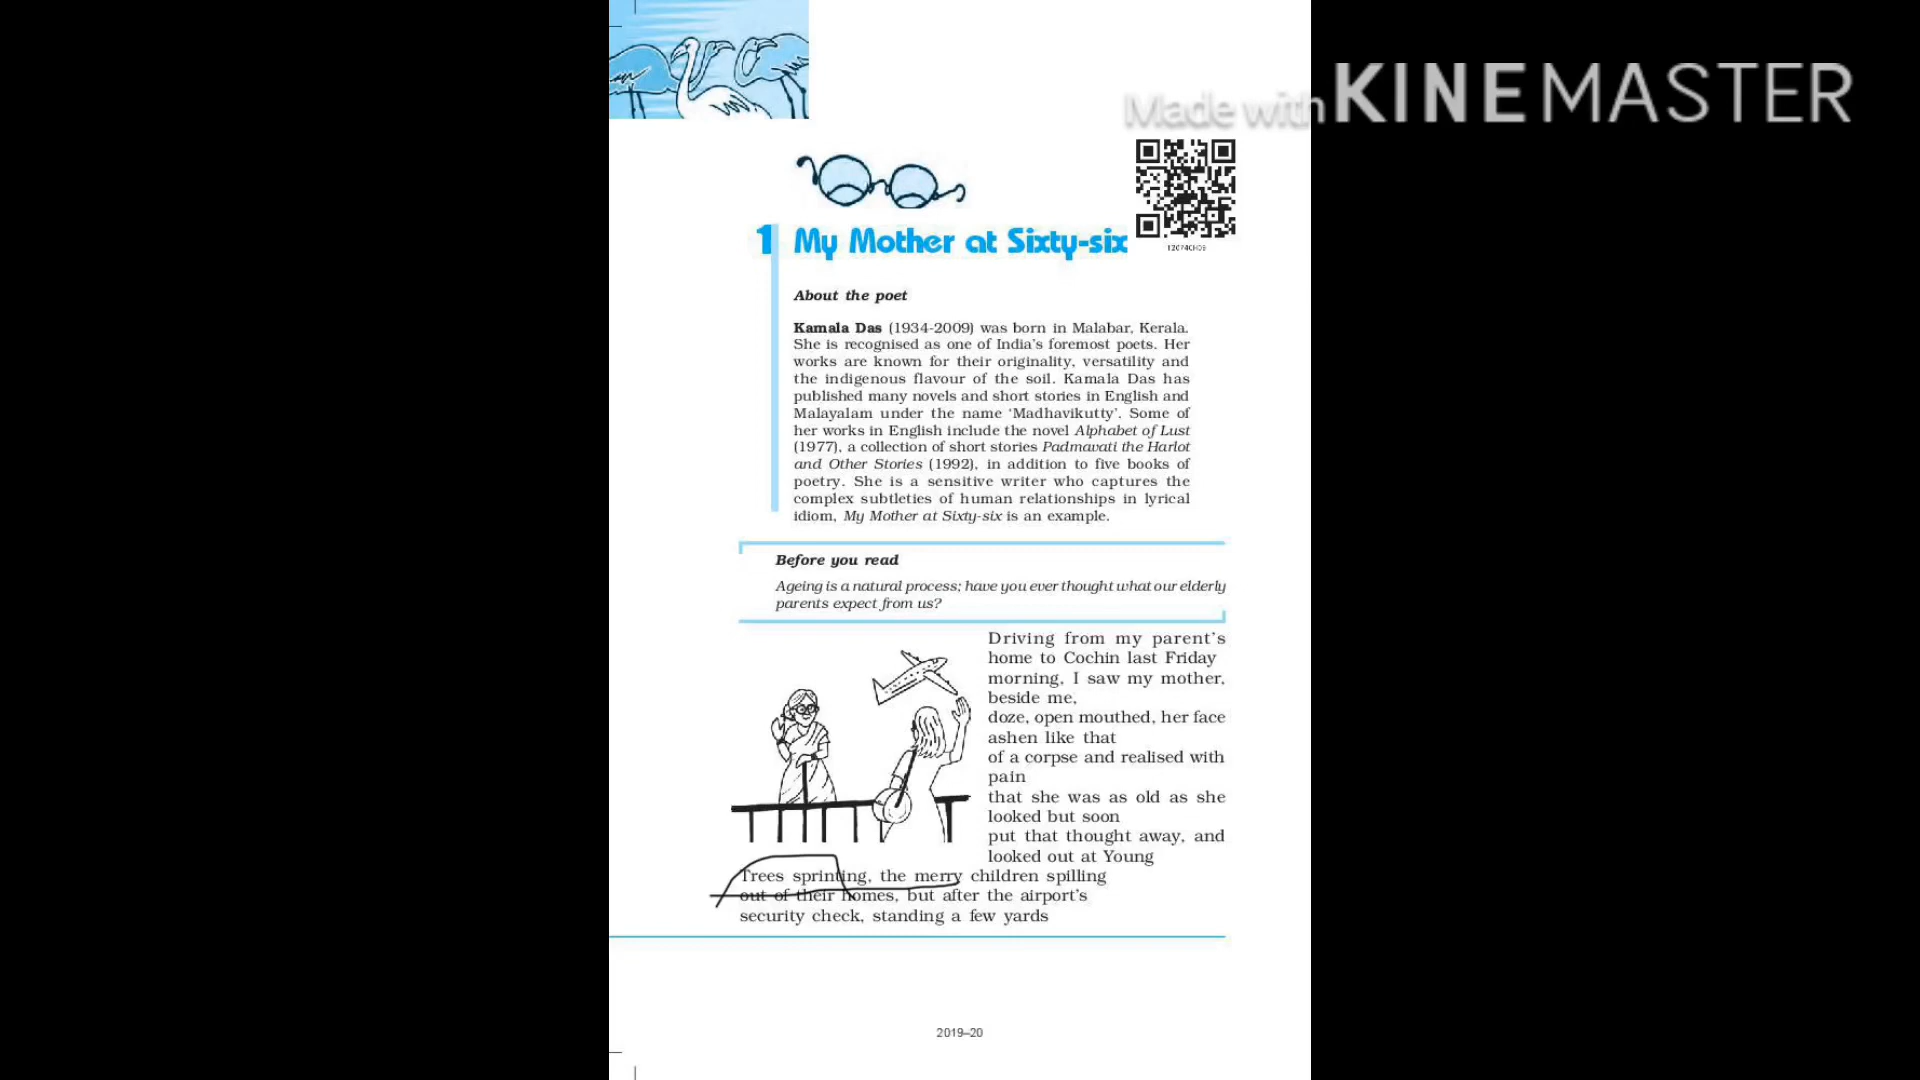 Made with KINEMASTER
1 My Mother at Sixty-six
About the poet
Kamala Das (1934-2009) was born in Malabar, Kerala.
She is recognised as one of India's foremost poets. Her
works are known for their originality, versatility and
the indigenous flavour of the soil. Kamala Das has
published many novels and short stories in English and
Malayalam under the name 'Madhavikutty'. Some of
her works in English include the novel Alphabet of Lust
(1977), a collection of short stories Padmavati the Harlot
and Other Stories (1992), in addition to five books of
poetry. She is a sensitive writer who captures the
complex subtleties of human relationships in lyrical
idiom, My Mother at Sixty-six is an example.
Before you read
Ageing is a natural process; have you ever thought what our elderly
parents expect from us?
Driving from my parent's
home to Cochin last Friday
morning, I saw my mother,
beside me,
doze, open mouthed, her face
ashen like that
of a corpse and realised with
pain
that she was as old as she
looked but soon
put that thought away, and
looked out at Young
Trees sprinting, the merry children spilling
out of their homes, but after the airport's
security check, standing a few yards
2019–20